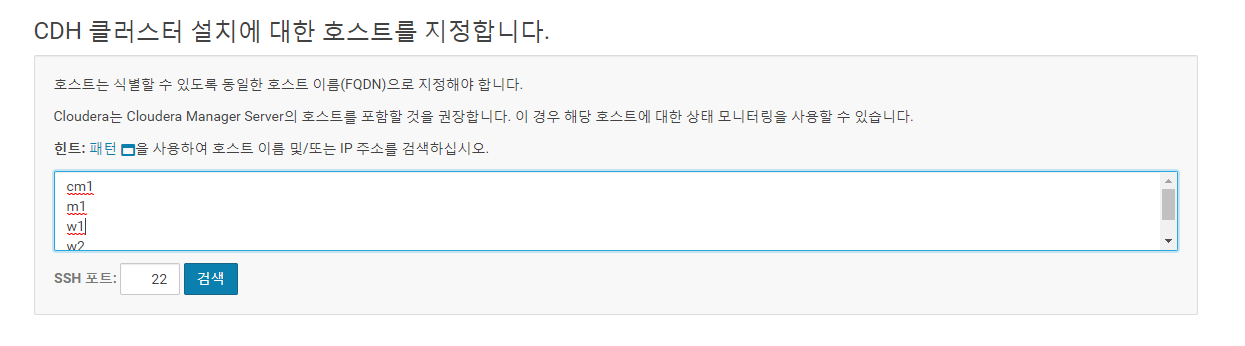 CDH 클러스터 설치에 대한 호스트를 지정합니다.
호스트는 식별할 수 있도록 동일한 호스트 이름(FQDN)으로 지정해야 합니다.
Cloudera는 Cloudera Manager Server의 호스트를 포함할 것을 권장합니다. 이 경우 해당 호스트에 대한 상태 모니터링을 사용할 수 있습니다.
힌트: 패턴 을 사용하여 호스트 이름 및/또는 IP 주소를 검색하십시오.
cm1
m1
w1
w2
SSH 포트: 22 검색